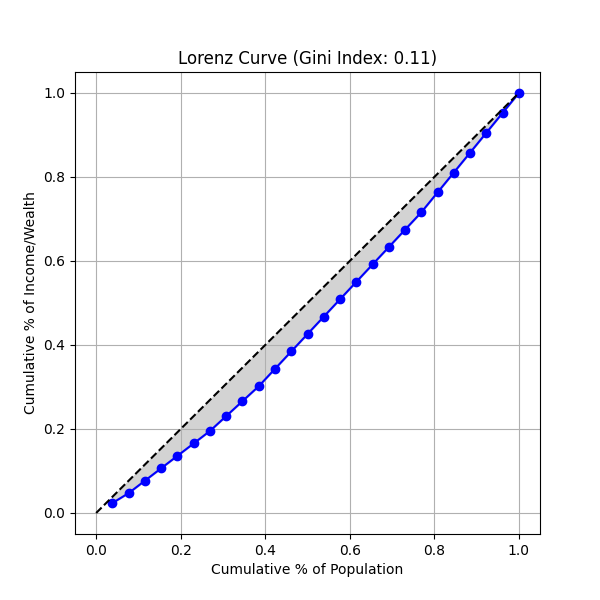 Lorenz Curve (Gini Index: 0.11)
Cumulative % of Income/Wealth
1.0
0.8
0.6
0.4
0.2
0.0
0.0 0.2 0.4 0.6 0.8 1.0
Cumulative % of Population